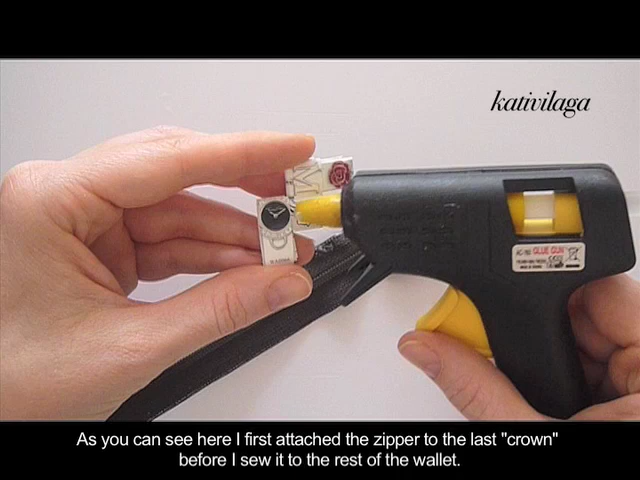 kativilaga
GLUE GUN
As you can see here I first attached the zipper to the last "crown"
before I sew it to the rest of the wallet.